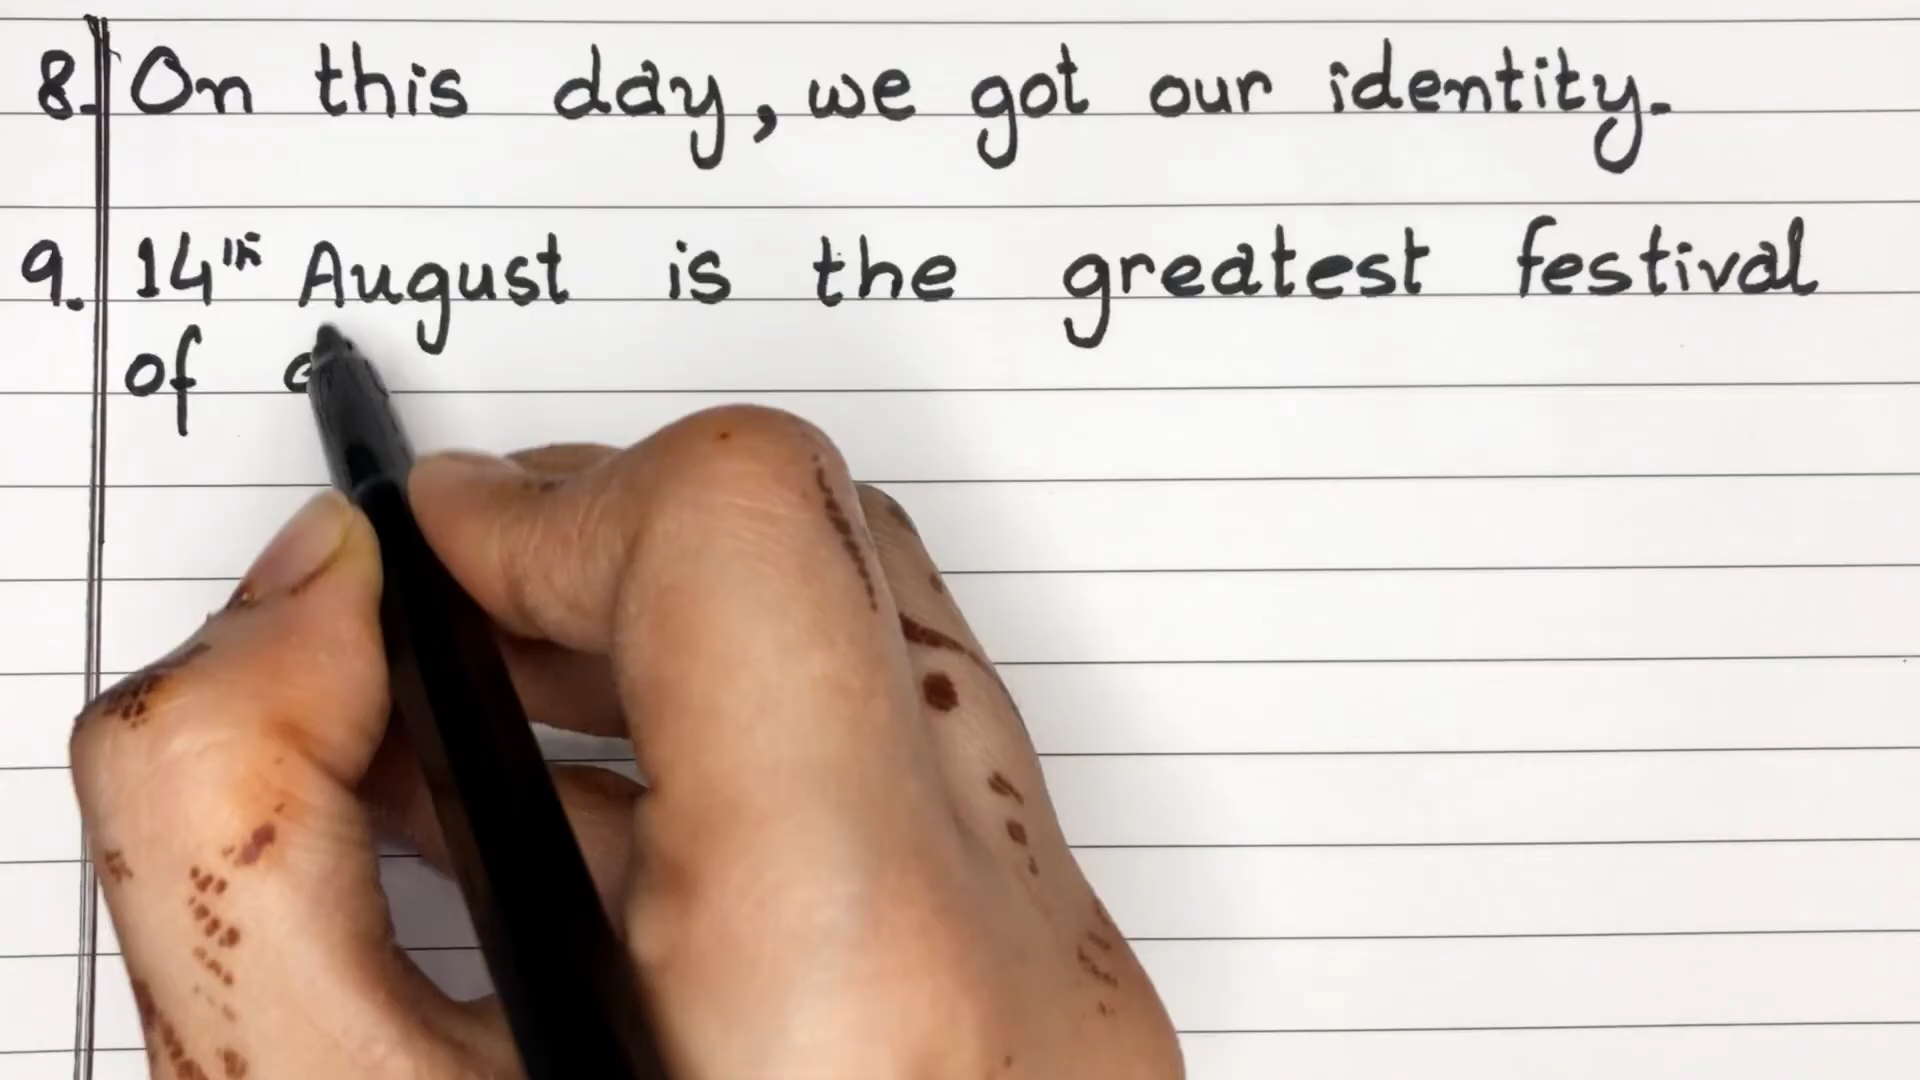 8. On this day, we got our identity.
9. 14th August is the greatest festival
of